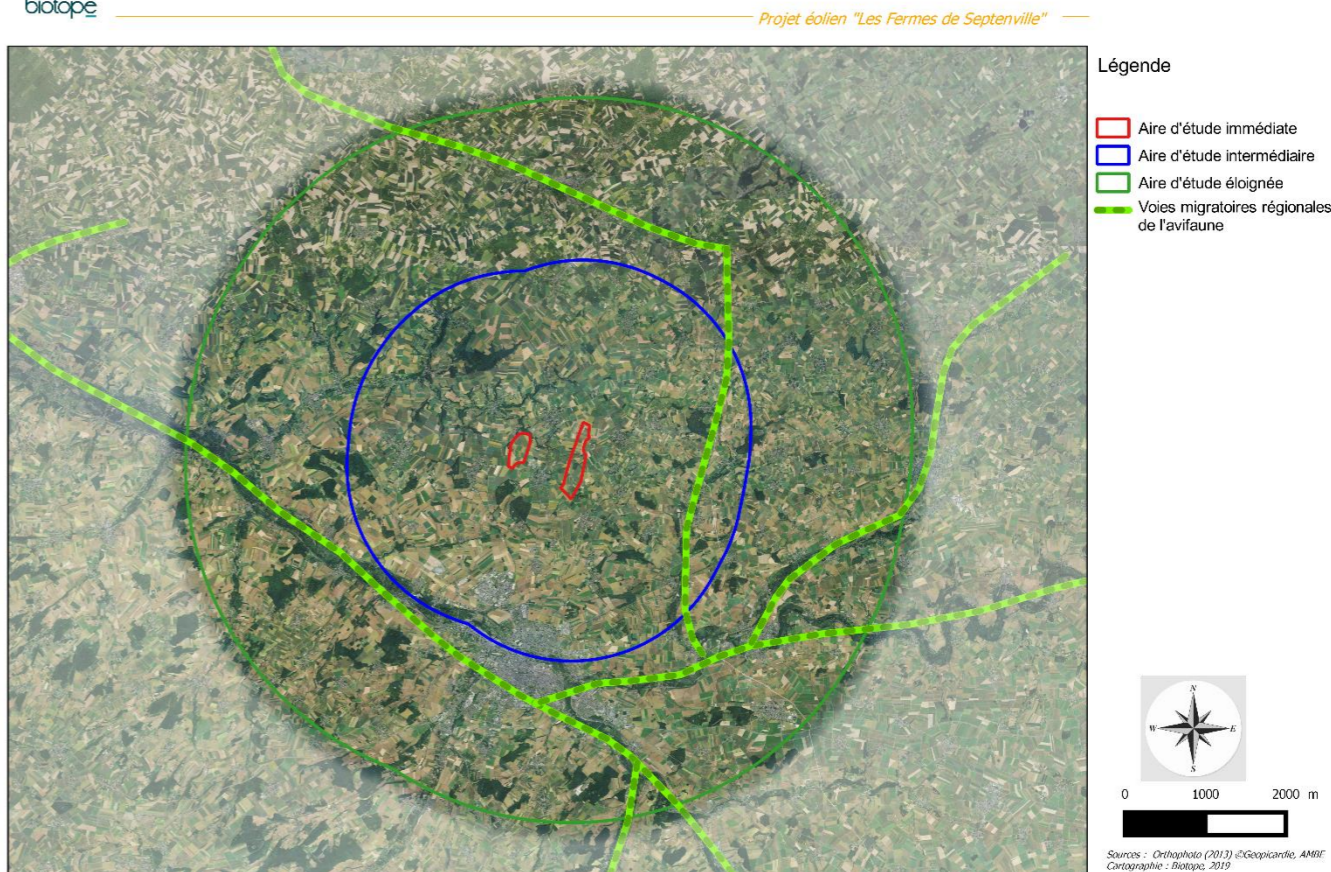 biotope
Projet éolien "Les Fermes de Septenville"
Légende
Aire d'étude immédiate
Aire d'étude intermédiaire
Aire d'étude éloignée
Voies migratoires régionales
de l'avifaune
N
W E
S
0 1000 2000 m
Sources : Orthophoto (2013) ©Geopicardie, AMBE
Cartographie : Biotope, 2019